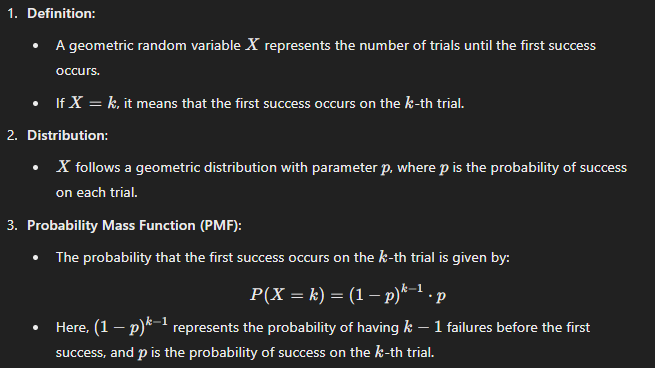 1. Definition:
• A geometric random variable X represents the number of trials until the first success
occurs.
• If X = k, it means that the first success occurs on the k-th trial.
2. Distribution:
• X follows a geometric distribution with parameter p, where p is the probability of success
on each trial.
3. Probability Mass Function (PMF):
• The probability that the first success occurs on the k-th trial is given by:
P(X = k) = (1 − p)^{k−1} · p
• Here, (1 − p)^{k−1} represents the probability of having k − 1 failures before the first
success, and p is the probability of success on the k-th trial.